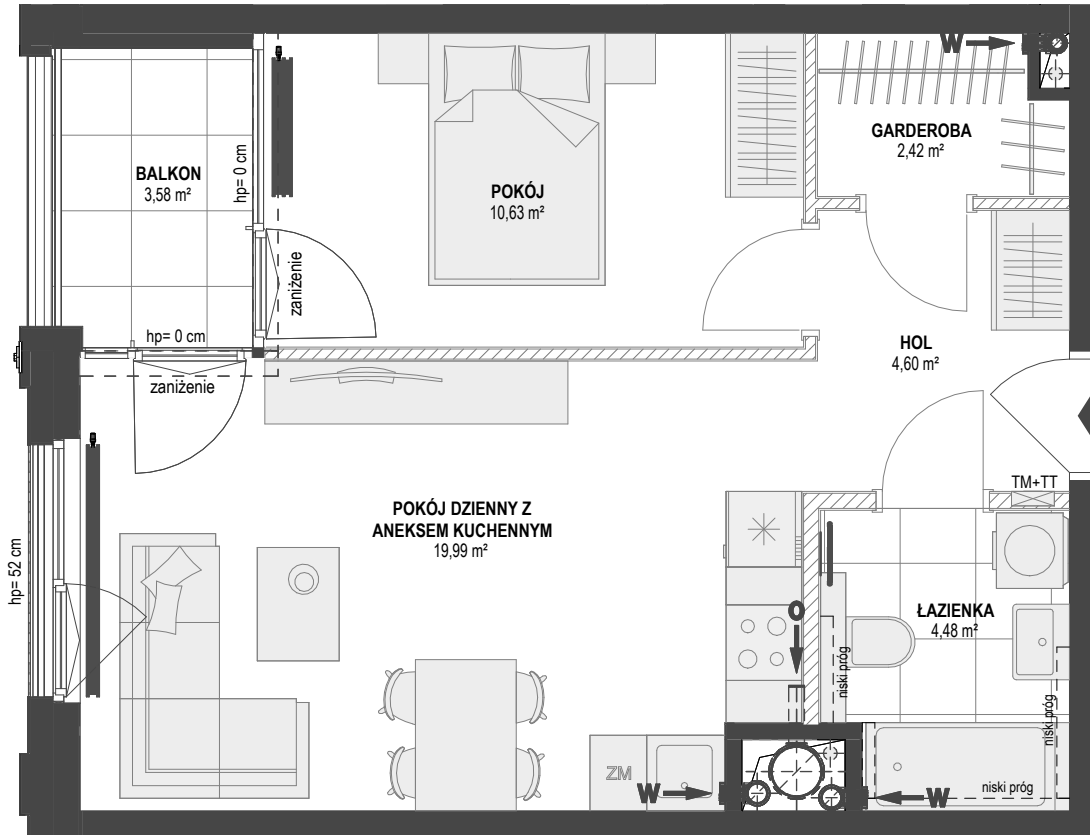 W
GARDEROBA
2,42 m²
BALKON
3,58 m²
hp= 0 cm
POKÓJ
10,63 m²
zaniżenie
hp= 0 cm
zaniżenie
HOL
4,60 m²
TM+TT
POKÓJ DZIENNY Z
ANEKSEM KUCHENNYM
19,99 m²
hp= 52 cm
O
ŁAZIENKA
4,48 m²
niski próg
niski próg
ZM
W
W
niski próg